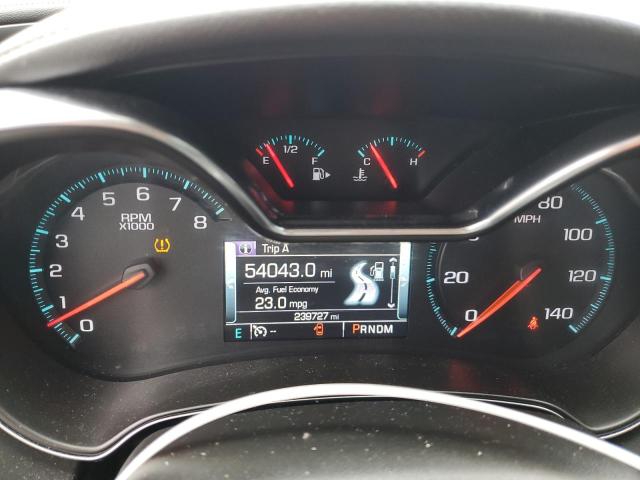 E 1/2 F
C H
0 1 2 3 4 5 6 7 8
RPM
X1000
Trip A
54043.0 mi
Avg. Fuel Economy
23.0 mpg
239727 mi
E -- PRNDM
0 20 80 100 120 140
MPH